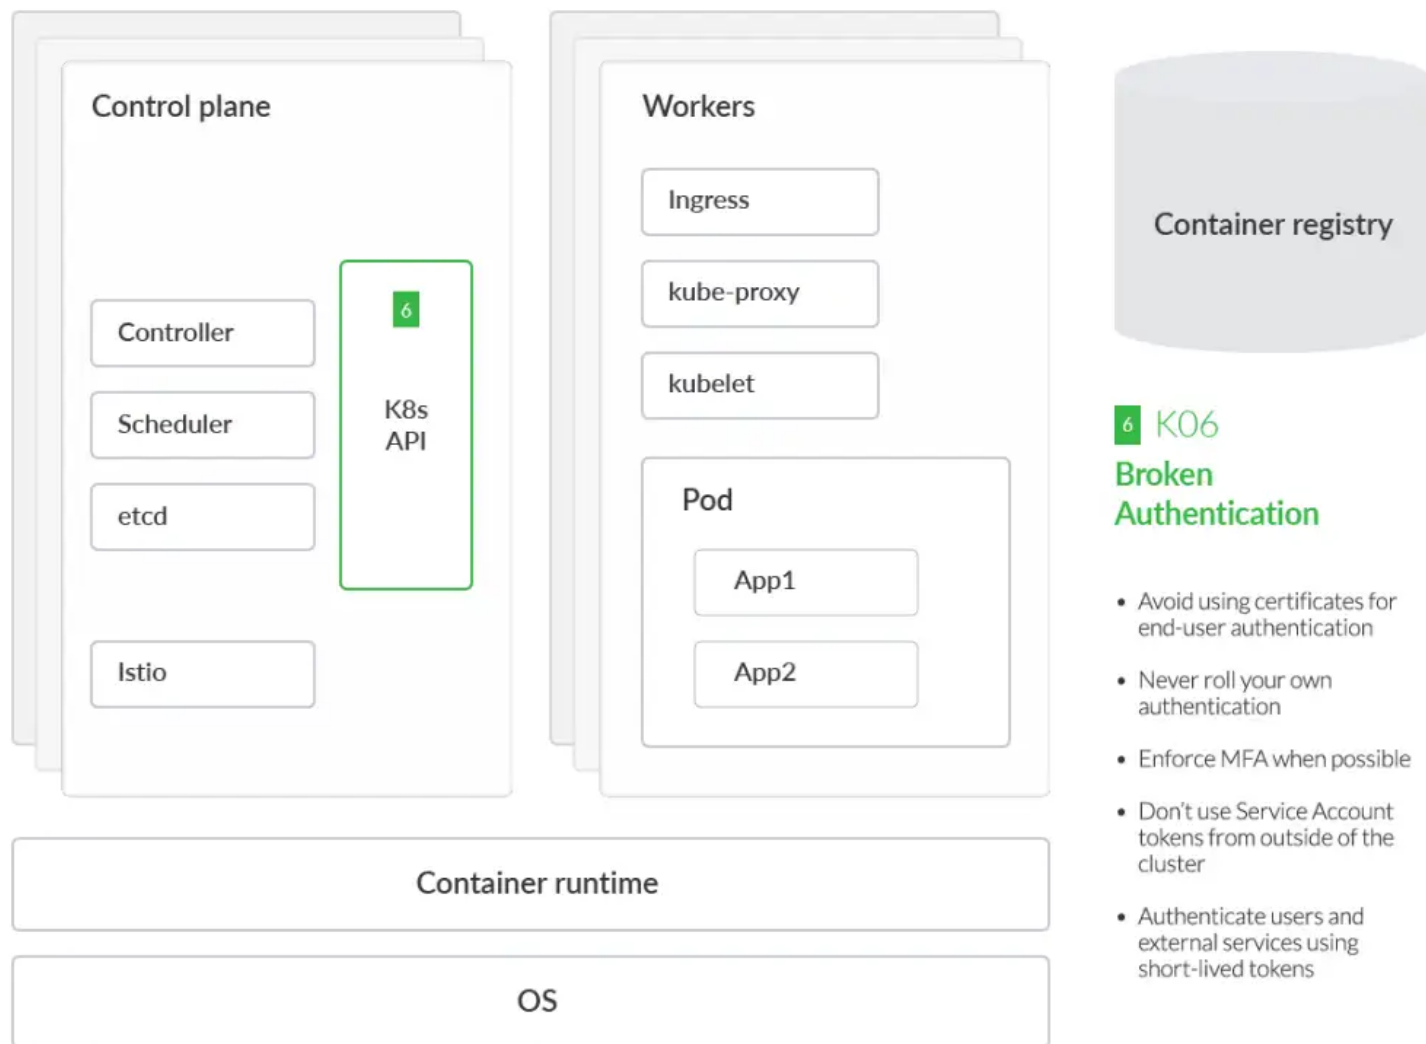 Control plane
Controller
Scheduler
etcd
Istio
6
K8s
API
Workers
Ingress
kube-proxy
kubelet
Pod
App1
App2
Container runtime
OS
Container registry
6 K06
Broken
Authentication
• Avoid using certificates for
end-user authentication
• Never roll your own
authentication
• Enforce MFA when possible
• Don't use Service Account
tokens from outside of the
cluster
• Authenticate users and
external services using
short-lived tokens